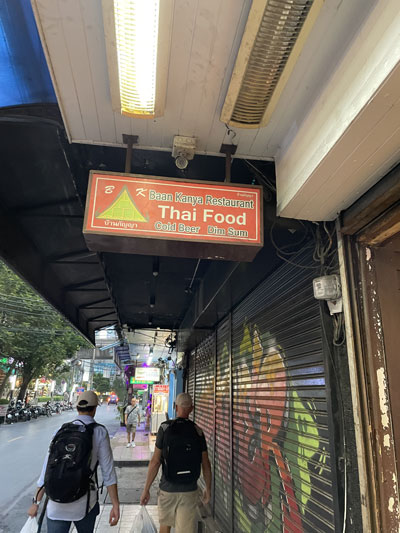 B K
Baan Kanya Restaurant
Thai Food
Cold Beer Dim Sum
บ้านกัญญา